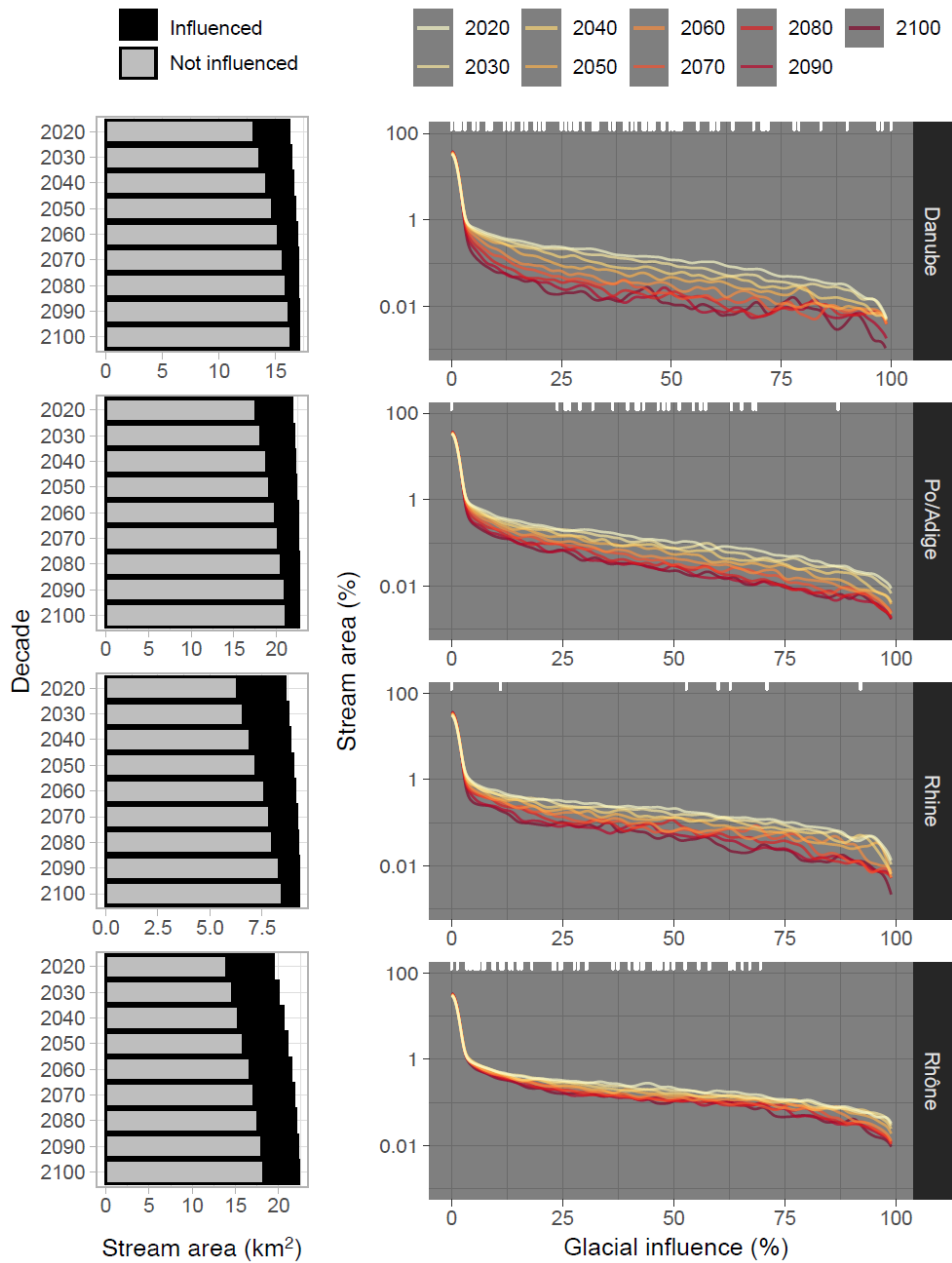 Influenced
Not influenced
2020 2040 2060 2080 2100
2030 2050 2070 2090
Decade
2020
2030
2040
2050
2060
2070
2080
2090
2100
0 5 10 15
2020
2030
2040
2050
2060
2070
2080
2090
2100
0 5 10 15 20
2020
2030
2040
2050
2060
2070
2080
2090
2100
0.0 2.5 5.0 7.5
2020
2030
2040
2050
2060
2070
2080
2090
2100
0 5 10 15 20
Stream area (km²)
Stream area (%)
100
1
0.01
0 25 50 75 100
Danube
100
1
0.01
0 25 50 75 100
Po/Adige
100
1
0.01
0 25 50 75 100
Rhine
100
1
0.01
0 25 50 75 100
Rhône
Glacial influence (%)